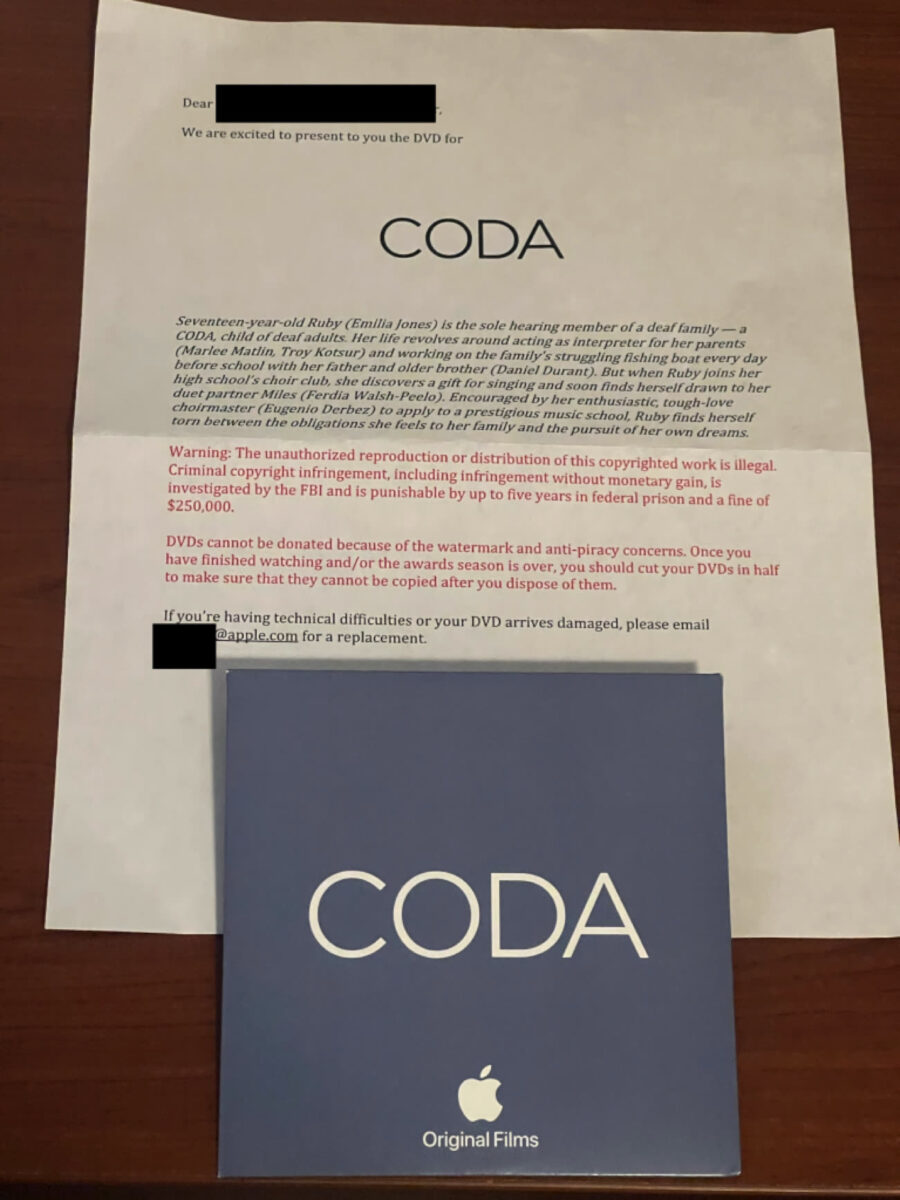 Dear
We are excited to present to you the DVD for
CODA
Seventeen-year-old Ruby (Emilia Jones) is the sole hearing member of a deaf family — a
CODA, child of deaf adults. Her life revolves around acting as interpreter for her parents
(Marlee Matlin, Troy Kotsur) and working on the family's struggling fishing boat every day
before school with her father and older brother (Daniel Durant). But when Ruby joins her
high school's choir club, she discovers a gift for singing and soon finds herself drawn to her
duet partner Miles (Ferdia Walsh-Peelo). Encouraged by her enthusiastic, tough-love
choirmaster (Eugenio Derbez) to apply to a prestigious music school, Ruby finds herself
torn between the obligations she feels to her family and the pursuit of her own dreams.
Warning: The unauthorized reproduction or distribution of this copyrighted work is illegal.
Criminal copyright infringement, including infringement without monetary gain, is
investigated by the FBI and is punishable by up to five years in federal prison and a fine of
$250,000.
DVDs cannot be donated because of the watermark and anti-piracy concerns. Once you
have finished watching and/or the awards season is over, you should cut your DVDs in half
to make sure that they cannot be copied after you dispose of them.
If you're having technical difficulties or your DVD arrives damaged, please email
@apple.com for a replacement.
CODA
Original Films